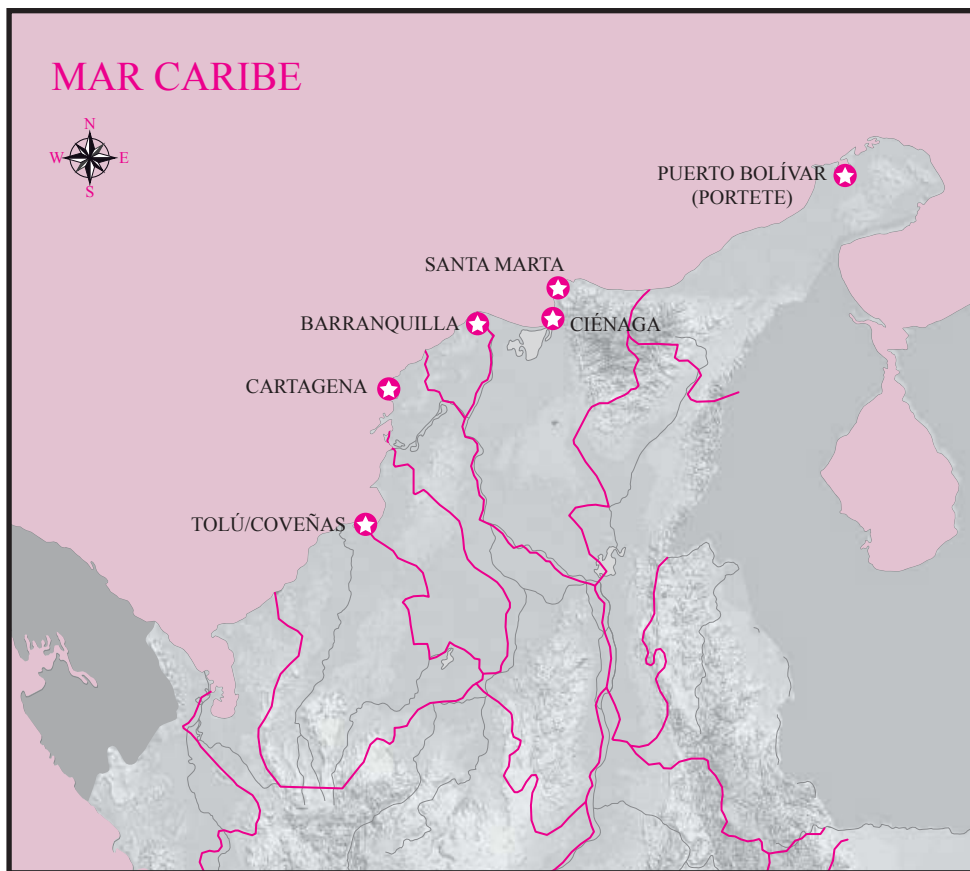 MAR CARIBE
N
W E
S
PUERTO BOLÍVAR
(PORTETE)
SANTA MARTA
BARRANQUILLA
CIÉNAGA
CARTAGENA
TOLÚ/COVEÑAS